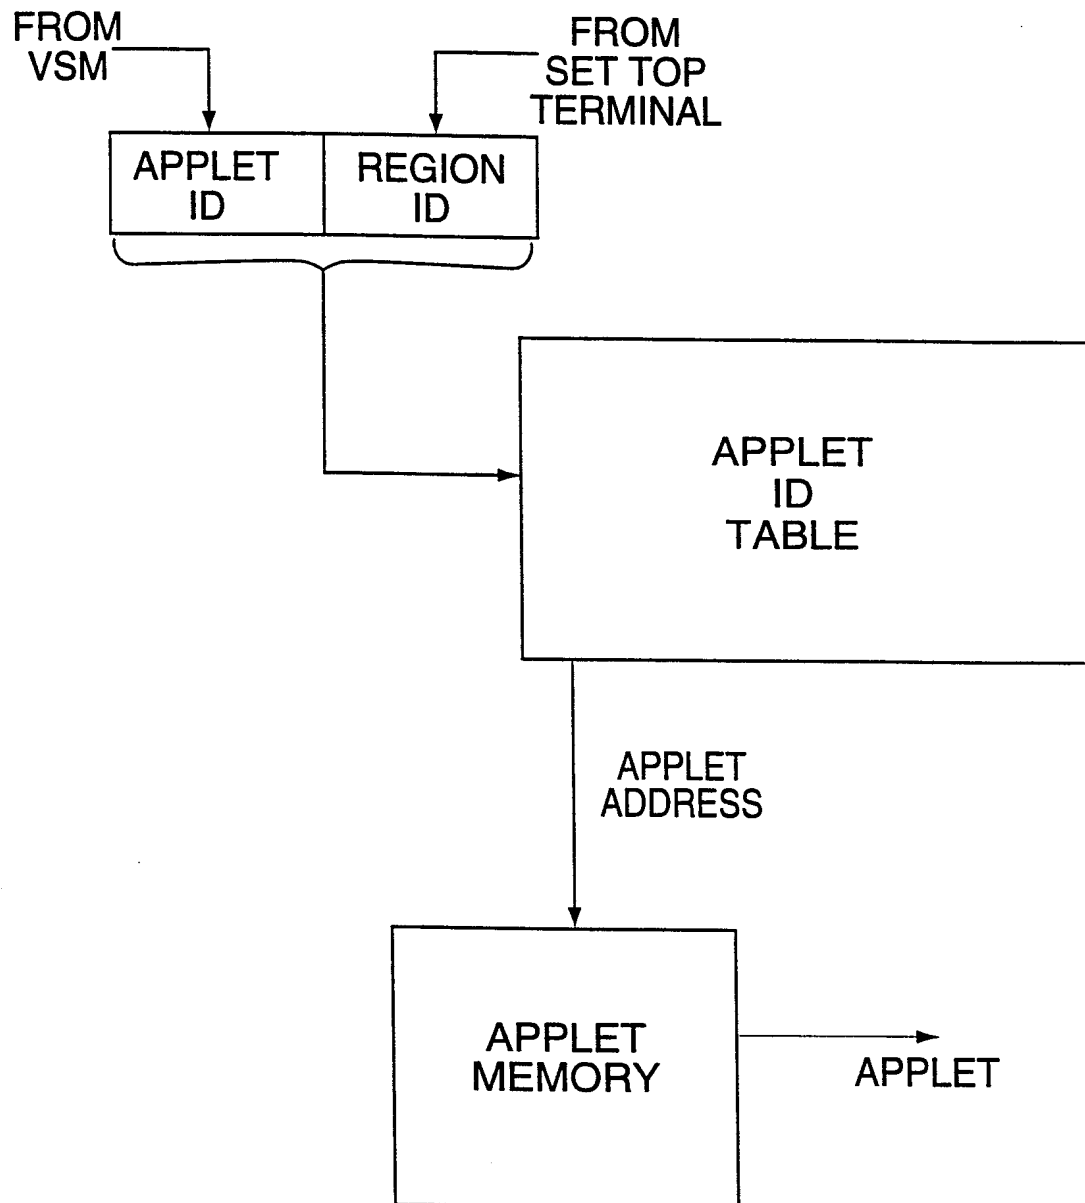 FROM
VSM
FROM
SET TOP
TERMINAL
APPLET
ID
REGION
ID
APPLET
ID
TABLE
APPLET
ADDRESS
APPLET
MEMORY
APPLET